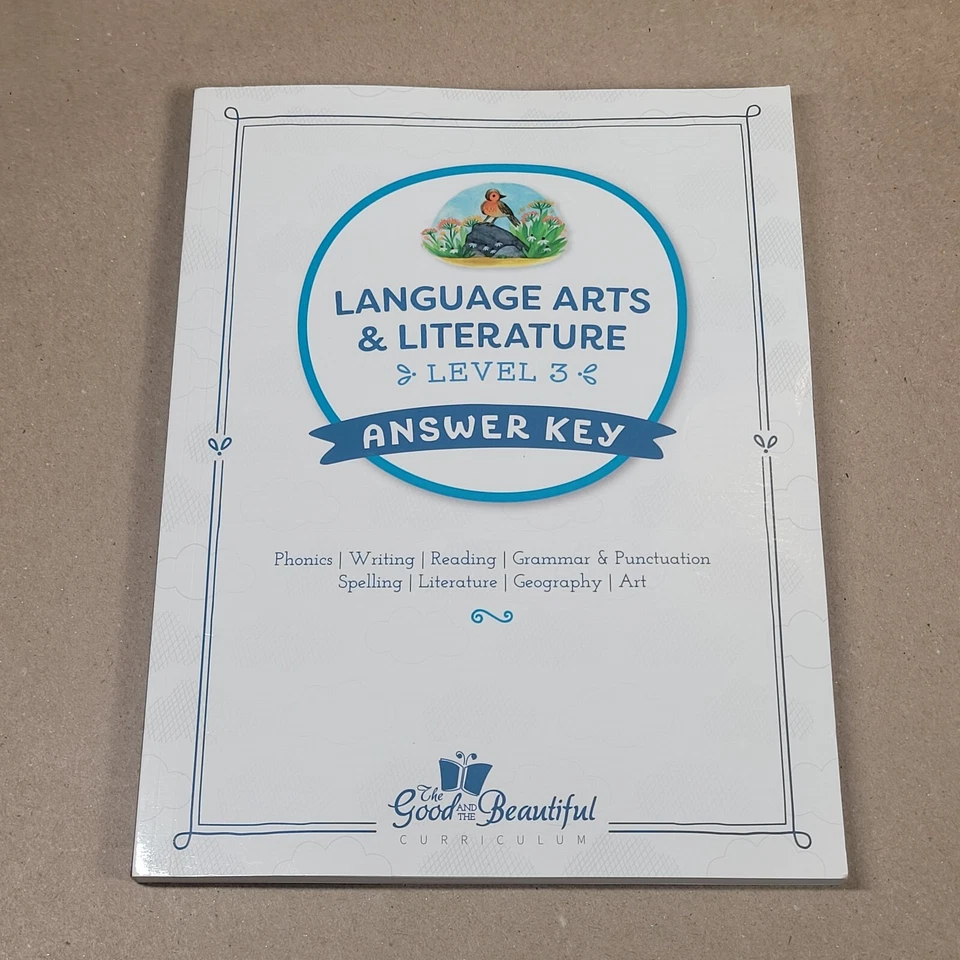 LANGUAGE ARTS
& LITERATURE
LEVEL 3
ANSWER KEY
Phonics | Writing | Reading | Grammar & Punctuation
Spelling | Literature | Geography | Art
The
Good AND THE Beautiful
CURRICULUM